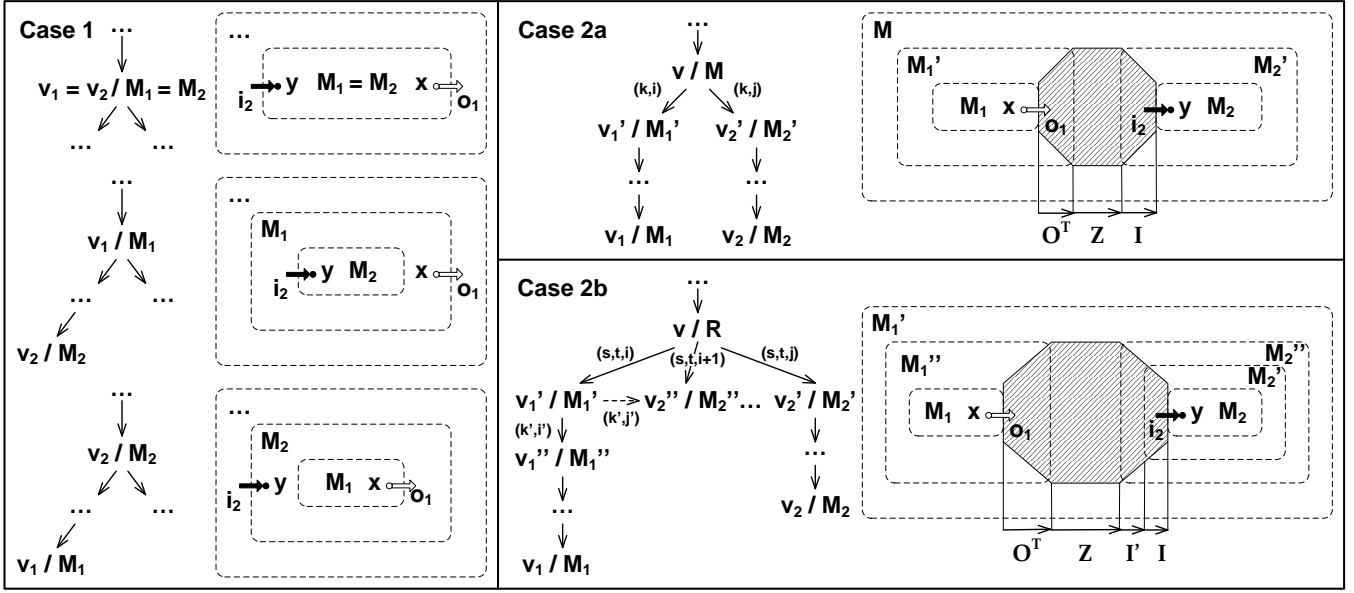 Case 1
...
v1 = v2 / M1 = M2
... ...
...
y M1 = M2 x
i2 o1
...
v1 / M1
... ...
v2 / M2
...
M1
y M2 x
i2 o1
...
v2 / M2
... ...
v1 / M1
...
M2
y M1 x
i2 o1
Case 2a
...
v / M
(k,i) (k,j)
v1' / M1' v2' / M2'
... ...
v1 / M1 v2 / M2
M
M1' M2'
M1 x y M2
o1 i2
O^T Z I
Case 2b
...
v / R
(s,t,i) (s,t,i+1) (s,t,j)
v1' / M1' v2'' / M2''... v2' / M2'
(k',i') (k',j')
v1'' / M1'' ...
... v2 / M2
v1 / M1
M1'
M1'' M2''
M2'
M1 x y M2
o1 i2
O^T Z I' I